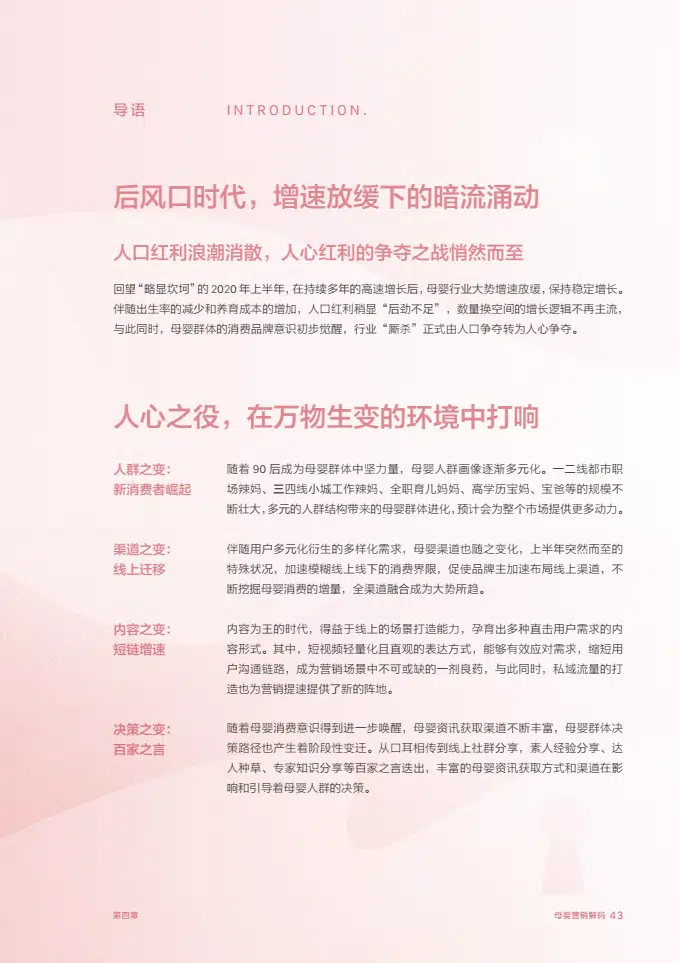 导语 INTRODUCTION.
后风口时代，增速放缓下的暗流涌动
人口红利浪潮消散，人心红利的争夺之战悄然而至
回望“略显坎坷”的 2020 年上半年，在持续多年的高速增长后，母婴行业大势增速放缓，保持稳定增长。
伴随出生率的减少和养育成本的增加，人口红利稍显“后劲不足”，数量换空间的增长逻辑不再主流，
与此同时，母婴群体的消费品牌意识初步觉醒，行业“厮杀”正式由人口争夺转为人心争夺。
人心之役，在万物生变的环境中打响
人群之变：
新消费者崛起
随着 90 后成为母婴群体中坚力量，母婴人群画像逐渐多元化。一二线都市职
场辣妈、三四线小城工作辣妈、全职育儿妈妈、高学历宝妈、宝爸等的规模不
断壮大，多元的人群结构带来的母婴群体进化，预计会为整个市场提供更多动力。
渠道之变：
线上迁移
伴随用户多元化衍生的多样化需求，母婴渠道也随之变化，上半年突然而至的
特殊状况，加速模糊线上线下的消费界限，促使品牌主加速布局线上渠道，不
断挖掘母婴消费的增量，全渠道融合成为大势所趋。
内容之变：
短链增速
内容为王的时代，得益于线上的场景打造能力，孕育出多种直击用户需求的内
容形式。其中，短视频轻量化且直观的表达方式，能够有效应对需求，缩短用
户沟通链路，成为营销场景中不可或缺的一剂良药，与此同时，私域流量的打
造也为营销提速提供了新的阵地。
决策之变：
百家之言
随着母婴消费意识得到进一步唤醒，母婴资讯获取渠道不断丰富，母婴群体决
策路径也产生着阶段性变迁。从口耳相传到线上社群分享，素人经验分享、达
人种草、专家知识分享等百家之言迭出，丰富的母婴资讯获取方式和渠道在影
响和引导着母婴人群的决策。
第四章 母婴营销解码 43